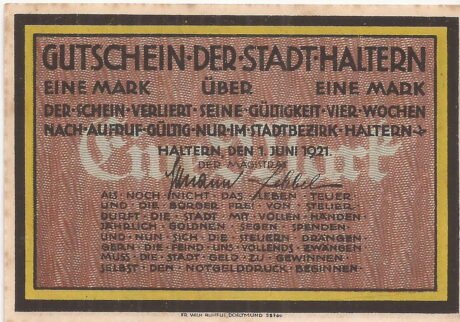 GUTSCHEIN·DER·STADT·HALTERN
EINE MARK ÜBER EINE MARK
DER·SCHEIN·VERLIERT·SEINE·GÜLTIGKEIT·VIER·WOCHEN
NACH·AUFRUF·GÜLTIG·NUR·IM·STADTBEZIRK·HALTERN
Eine Mark
HALTERN, DEN 1. JUNI 1921.
DER MAGISTRAT
ALS · NOCH · NICHT · DAS · LEBEN · TEUER
UND · DIE · BÜRGER · FREI · VON · STEUER
DURFT · DIE · STADT · MIT · VOLLEN · HÄNDEN
JÄHRLICH · GOLDNEN · SEGEN · SPENDEN
UND · NUN · SICH · DIE · STEUERN · DRÄNGEN
GERN · DIE · FEIND · UNS · VOLLENDS · ZWÄNGEN
MUSS · DIE · STADT · GELD · ZU · GEWINNEN
SELBST · DEN · NOTGELDDRUCK · BEGINNEN
FR. WILH. RUHFUS, DORTMUND